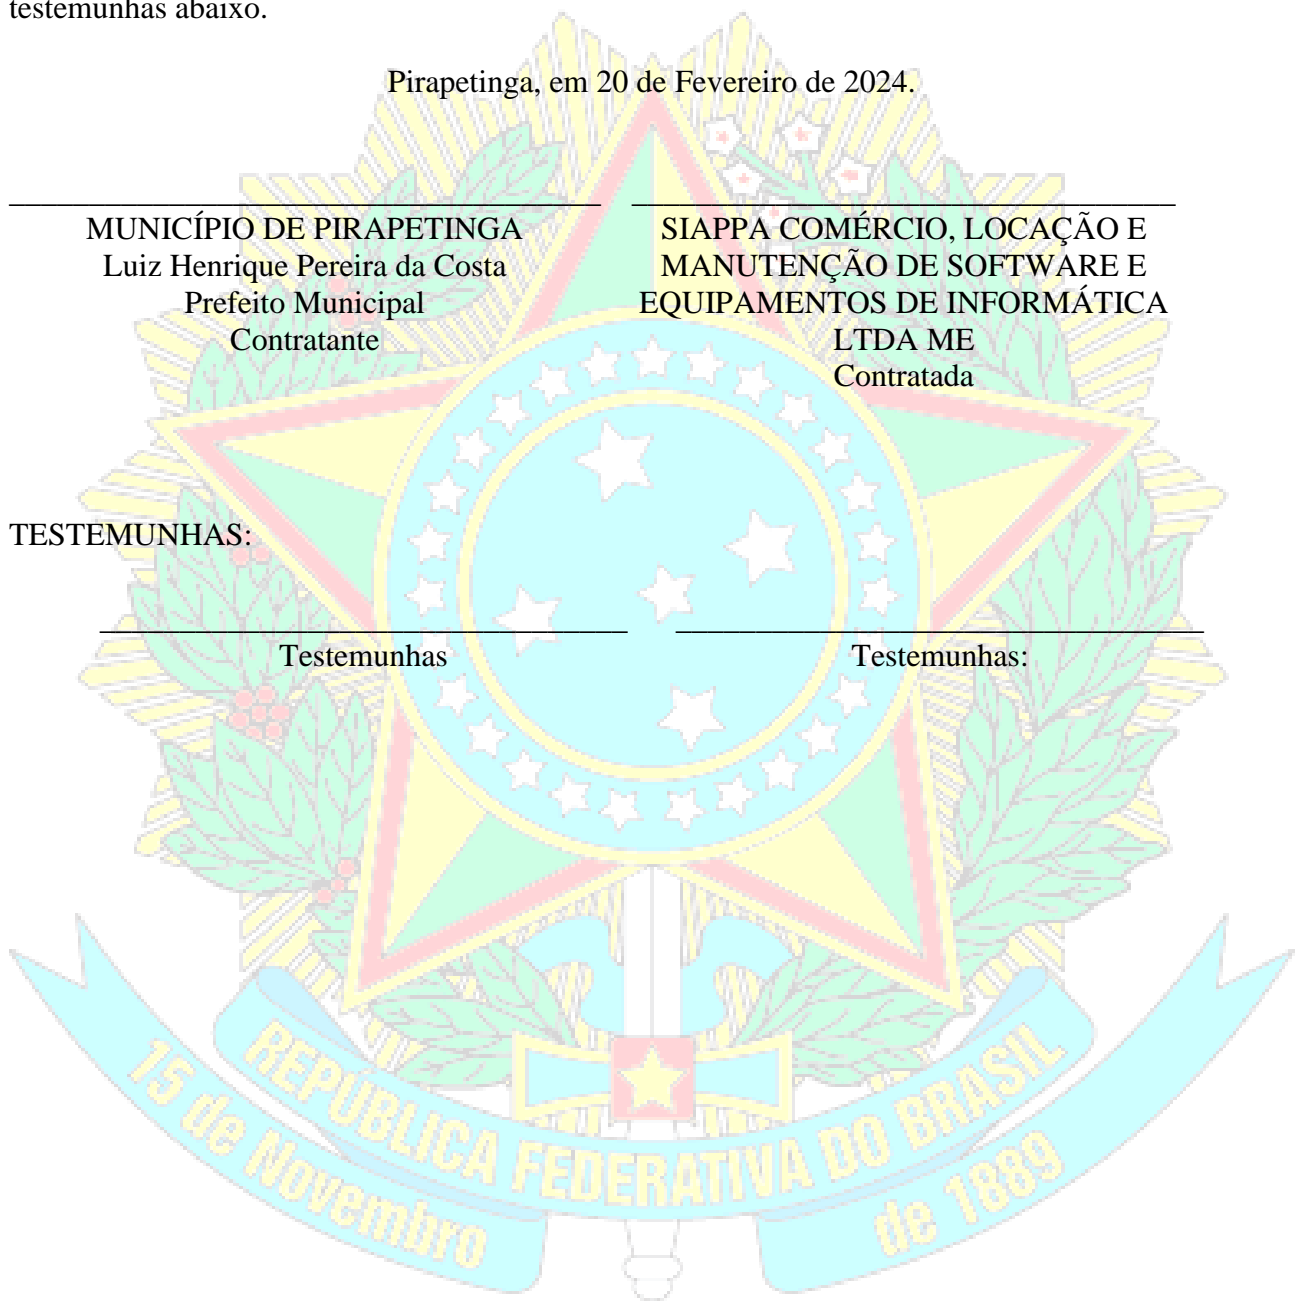 testemunhas abaixo.
Pirapetinga, em 20 de Fevereiro de 2024.
MUNICÍPIO DE PIRAPETINGA
Luiz Henrique Pereira da Costa
Prefeito Municipal
Contratante
SIAPPA COMÉRCIO, LOCAÇÃO E
MANUTENÇÃO DE SOFTWARE E
EQUIPAMENTOS DE INFORMÁTICA
LTDA ME
Contratada
TESTEMUNHAS:
Testemunhas
Testemunhas:
REPÚBLICA FEDERATIVA DO BRASIL
15 de Novembro
de 1889